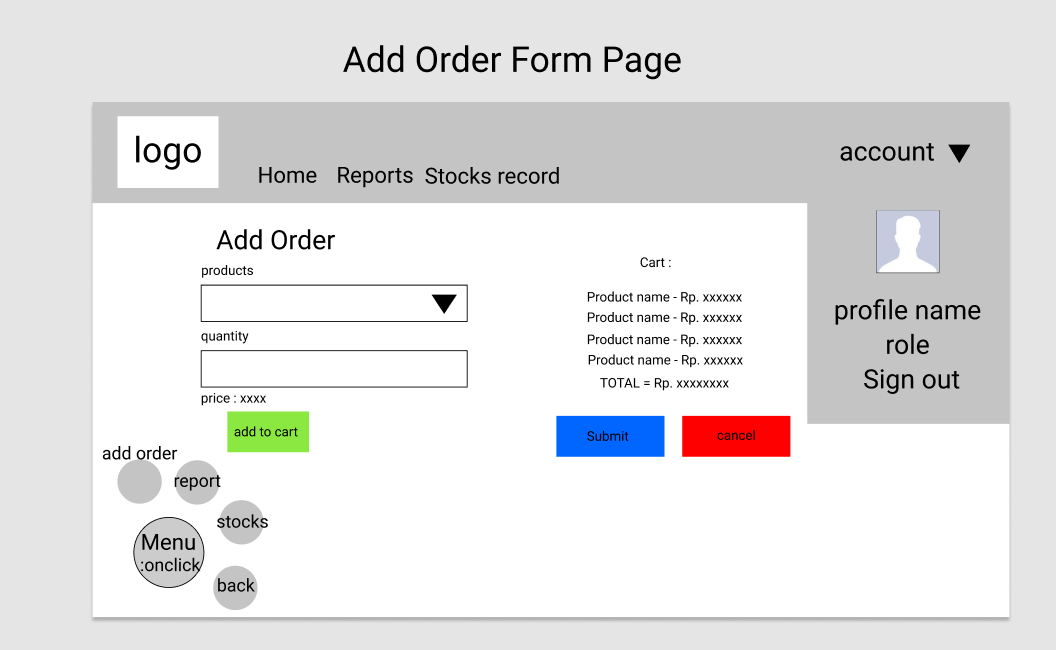 Add Order Form Page
logo
Home Reports Stocks record
account
profile name
role
Sign out
Add Order
products
quantity
price : xxxx
add to cart
Cart :
Product name - Rp. xxxxxx
Product name - Rp. xxxxxx
Product name - Rp. xxxxxx
Product name - Rp. xxxxxx
TOTAL = Rp. xxxxxxxx
Submit
cancel
add order
report
stocks
Menu
:onclick
back